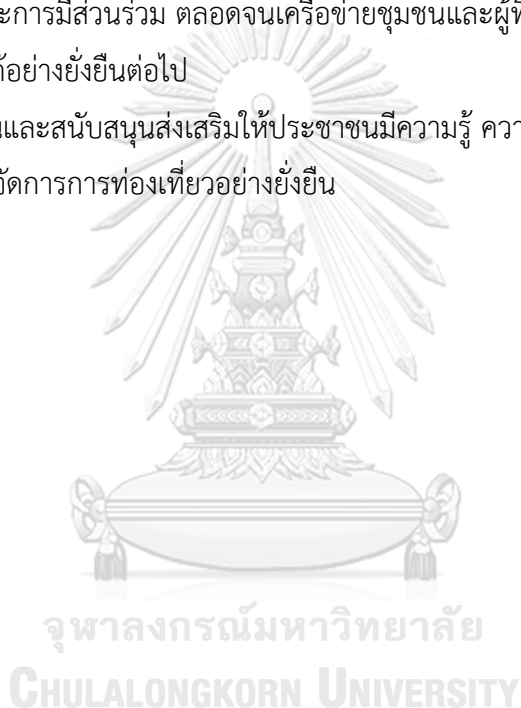 ะการมีส่วนร่วม ตลอดจนเครือข่ายชุมชนและผู้ที่
อย่างยั่งยืนต่อไป
และสนับสนุนส่งเสริมให้ประชาชนมีความรู้ ควา
จัดการการท่องเที่ยวอย่างยั่งยืน
จุฬาลงกรณ์มหาวิทยาลัย
CHULALONGKORN UNIVERSITY